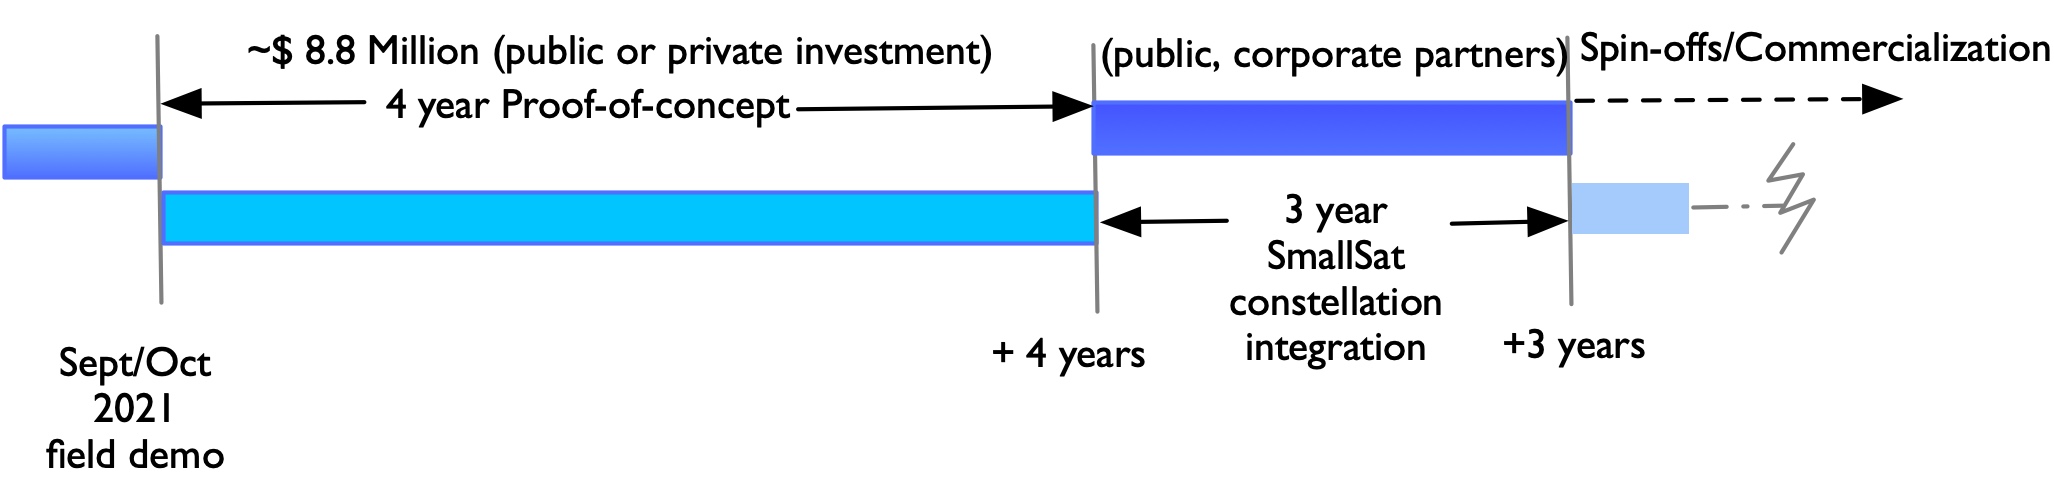 ~$ 8.8 Million (public or private investment)
4 year Proof-of-concept
(public, corporate partners)
Spin-offs/Commercialization
3 year
SmallSat
constellation
integration
Sept/Oct
2021
field demo
+ 4 years
+3 years